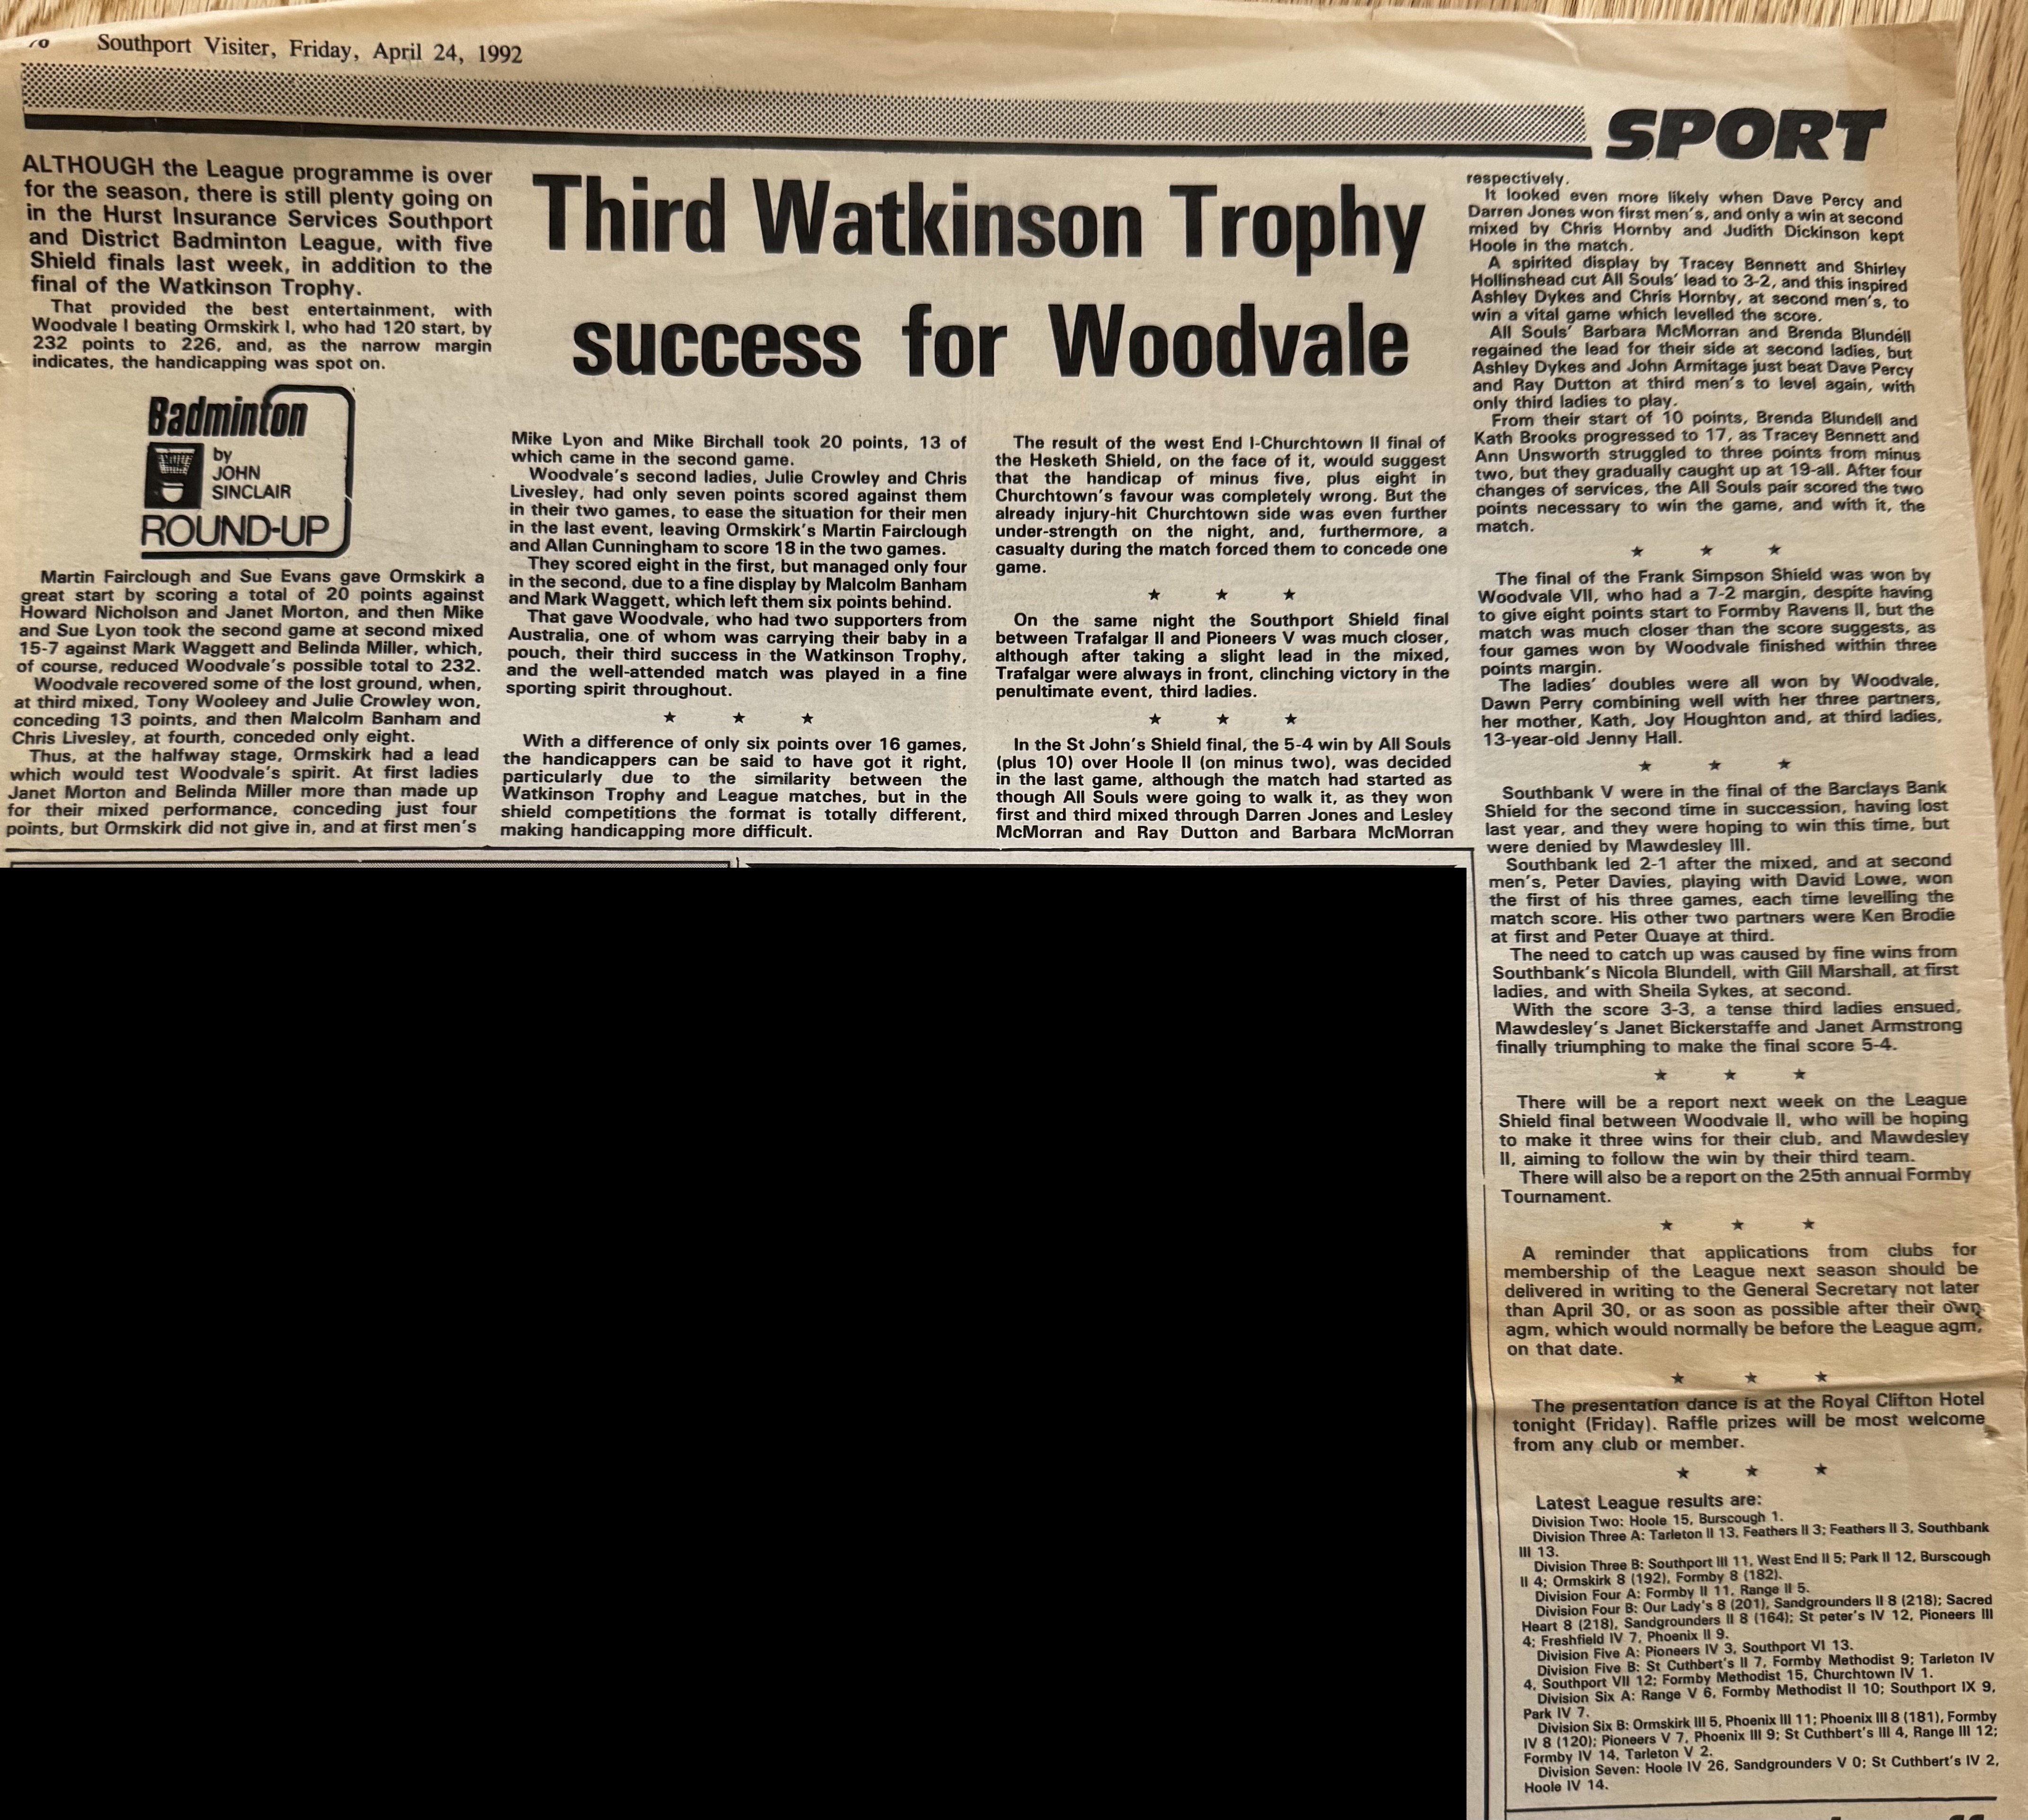 Southport Visiter, Friday, April 24, 1992
SPORT
Third Watkinson Trophy
success for Woodvale
ALTHOUGH the League programme is over
for the season, there is still plenty going on
in the Hurst Insurance Services Southport
and District Badminton League, with five
Shield finals last week, in addition to the
final of the Watkinson Trophy.
That provided the best entertainment, with
Woodvale I beating Ormskirk I, who had 120 start, by
232 points to 226, and, as the narrow margin
indicates, the handicapping was spot on.
Badminton
by
JOHN
SINCLAIR
ROUND-UP
Martin Fairclough and Sue Evans gave Ormskirk a
great start by scoring a total of 20 points against
Howard Nicholson and Janet Morton, and then Mike
and Sue Lyon took the second game at second mixed
15-7 against Mark Waggett and Belinda Miller, which,
of course, reduced Woodvale's possible total to 232.
Woodvale recovered some of the lost ground, when,
at third mixed, Tony Wooley and Julie Crowley won,
conceding 13 points, and then Malcolm Banham and
Chris Livesley, at fourth, conceded only eight.
Thus, at the halfway stage, Ormskirk had a lead
which would test Woodvale's spirit. At first ladies
Janet Morton and Belinda Miller more than made up
for their mixed performance, conceding just four
points, but Ormskirk did not give in, and at first men's
Mike Lyon and Mike Birchall took 20 points, 13 of
which came in the second game.
Woodvale's second ladies, Julie Crowley and Chris
Livesley, had only seven points scored against them
in their two games, to ease the situation for their men
in the last event, leaving Ormskirk's Martin Fairclough
and Allan Cunningham to score 18 in the two games.
They scored eight in the first, but managed only four
in the second, due to a fine display by Malcolm Banham
and Mark Waggett, which left them six points behind.
That gave Woodvale, who had two supporters from
Australia, one of whom was carrying their baby in a
pouch, their third success in the Watkinson Trophy,
and the well-attended match was played in a fine
sporting spirit throughout.
★ ★ ★
With a difference of only six points over 16 games,
the handicappers can be said to have got it right,
particularly due to the similarity between the
Watkinson Trophy and League matches, but in the
shield competitions the format is totally different,
making handicapping more difficult.
The result of the west End I-Churchtown II final of
the Hesketh Shield, on the face of it, would suggest
that the handicap of minus five, plus eight in
Churchtown's favour was completely wrong. But the
already injury-hit Churchtown side was even further
under-strength on the night, and, furthermore, a
casualty during the match forced them to concede one
game.
★ ★ ★
On the same night the Southport Shield final
between Trafalgar II and Pioneers V was much closer,
although after taking a slight lead in the mixed,
Trafalgar were always in front, clinching victory in the
penultimate event, third ladies.
★ ★ ★
In the St John's Shield final, the 5-4 win by All Souls
(plus 10) over Hoole II (on minus two), was decided
in the last game, although the match had started as
though All Souls were going to walk it, as they won
first and third mixed through Darren Jones and Lesley
McMorran and Ray Dutton and Barbara McMorran
respectively.
It looked even more likely when Dave Percy and
Darren Jones won first men's, and only a win at second
mixed by Chris Hornby and Judith Dickinson kept
Hoole in the match.
A spirited display by Tracey Bennett and Shirley
Hollinshead cut All Souls' lead to 3-2, and this inspired
Ashley Dykes and Chris Hornby, at second men's, to
win a vital game which levelled the score.
All Souls' Barbara McMorran and Brenda Blundell
regained the lead for their side at second ladies, but
Ashley Dykes and John Armitage just beat Dave Percy
and Ray Dutton at third men's to level again, with
only third ladies to play.
From their start of 10 points, Brenda Blundell and
Kath Brooks progressed to 17, as Tracey Bennett and
Ann Unsworth struggled to three points from minus
two, but they gradually caught up at 19-all. After four
changes of services, the All Souls pair scored the two
points necessary to win the game, and with it, the
match.
★ ★ ★
The final of the Frank Simpson Shield was won by
Woodvale VII, who had a 7-2 margin, despite having
to give eight points start to Formby Ravens II, but the
match was much closer than the score suggests, as
four games won by Woodvale finished within three
points margin.
The ladies' doubles were all won by Woodvale,
Dawn Perry combining well with her three partners,
her mother, Kath, Joy Houghton and, at third ladies,
13-year-old Jenny Hall.
★ ★ ★
Southbank V were in the final of the Barclays Bank
Shield for the second time in succession, having lost
last year, and they were hoping to win this time, but
were denied by Mawdesley III.
Southbank led 2-1 after the mixed, and at second
men's, Peter Davies, playing with David Lowe, won
the first of his three games, each time levelling the
match score. His other two partners were Ken Brodie
at first and Peter Quaye at third.
The need to catch up was caused by fine wins from
Southbank's Nicola Blundell, with Gill Marshall, at first
ladies, and with Sheila Sykes, at second.
With the score 3-3, a tense third ladies ensued,
Mawdesley's Janet Bickerstaffe and Janet Armstrong
finally triumphing to make the final score 5-4.
★ ★ ★
There will be a report next week on the League
Shield final between Woodvale II, who will be hoping
to make it three wins for their club, and Mawdesley
II, aiming to follow the win by their third team.
There will also be a report on the 25th annual Formby
Tournament.
★ ★ ★
A reminder that applications from clubs for
membership of the League next season should be
delivered in writing to the General Secretary not later
than April 30, or as soon as possible after their own
agm, which would normally be before the League agm,
on that date.
★ ★ ★
The presentation dance is at the Royal Clifton Hotel
tonight (Friday). Raffle prizes will be most welcome
from any club or member.
★ ★ ★
Latest League results are:
Division Two: Hoole 15, Burscough 1.
Division Three A: Tarleton II 13, Feathers II 3; Feathers II 3, Southbank
III 13.
Division Three B: Southport III 11, West End II 5; Park II 12, Burscough
II 4; Ormskirk 8 (192), Formby 8 (182).
Division Four A: Formby II 11, Range II 5.
Division Four B: Our Lady's 8 (201), Sandgrounders II 8 (218); Sacred
Heart 8 (218), Sandgrounders II 8 (164); St peter's IV 12, Pioneers III
4; Freshfield IV 7, Phoenix II 9.
Division Five A: Pioneers IV 3, Southport VI 13.
Division Five B: St Cuthbert's II 7, Formby Methodist 9; Tarleton IV
4, Southport VII 12; Formby Methodist 15, Churchtown IV 1.
Division Six A: Range V 6, Formby Methodist II 10; Southport IX 9,
Park IV 7.
Division Six B: Ormskirk III 5, Phoenix III 11; Phoenix III 8 (181), Formby
IV 8 (120); Pioneers V 7, Phoenix III 9; St Cuthbert's III 4, Range III 12;
Formby IV 14, Tarleton V 2.
Division Seven: Hoole IV 26, Sandgrounders V 0; St Cuthbert's IV 2,
Hoole IV 14.